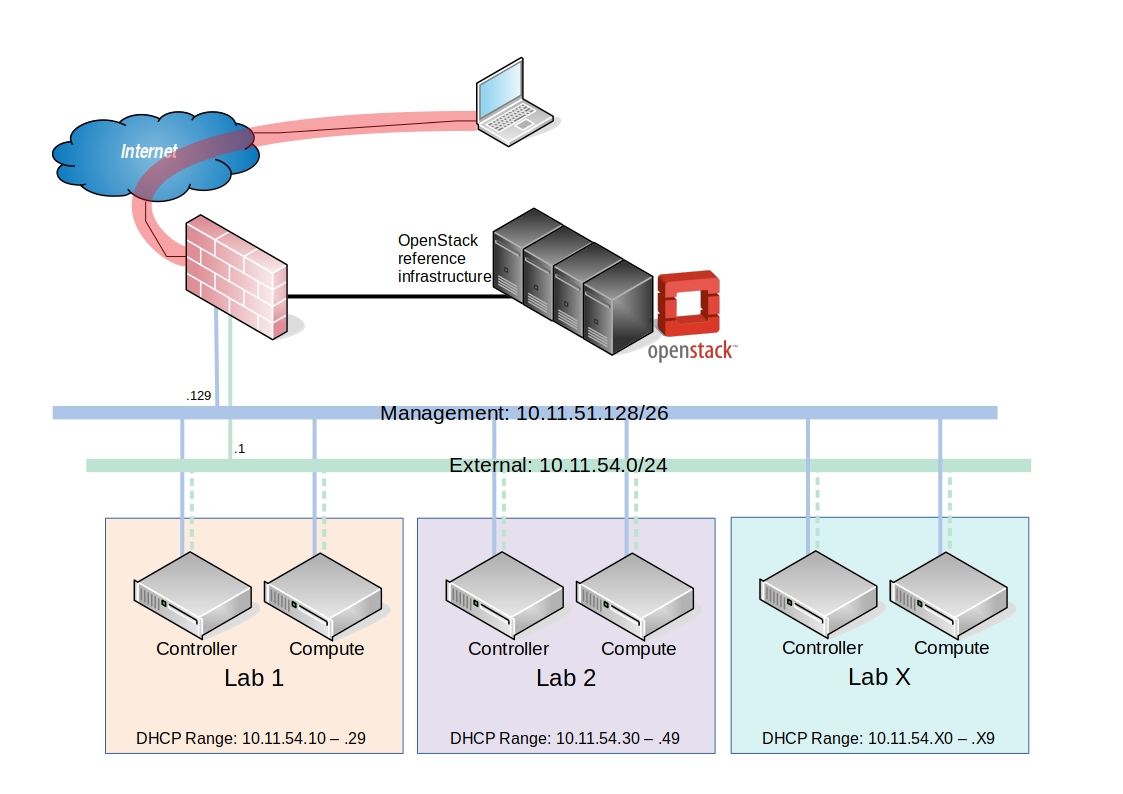 Internet
OpenStack
reference
infrastructure
openstack™
.129
Management: 10.11.51.128/26
.1
External: 10.11.54.0/24
Controller
Compute
Lab 1
DHCP Range: 10.11.54.10 – .29
Controller
Compute
Lab 2
DHCP Range: 10.11.54.30 – .49
Controller
Compute
Lab X
DHCP Range: 10.11.54.X0 – .X9